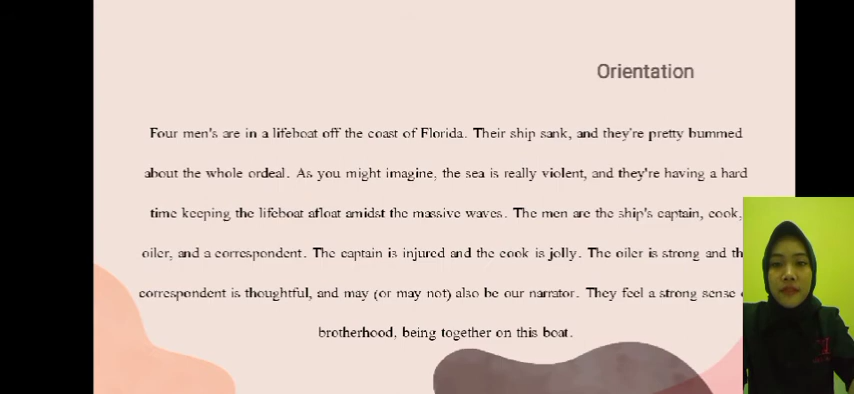 Orientation
Four men's are in a lifeboat off the coast of Florida. Their ship sank, and they're pretty bummed
about the whole ordeal. As you might imagine, the sea is really violent, and they're having a hard
time keeping the lifeboat afloat amidst the massive waves. The men are the ship's captain, cook,
oiler, and a correspondent. The captain is injured and the cook is jolly. The oiler is strong and
correspondent is thoughtful, and may (or may not) also be our narrator. They feel a strong sense
brotherhood, being together on this boat.